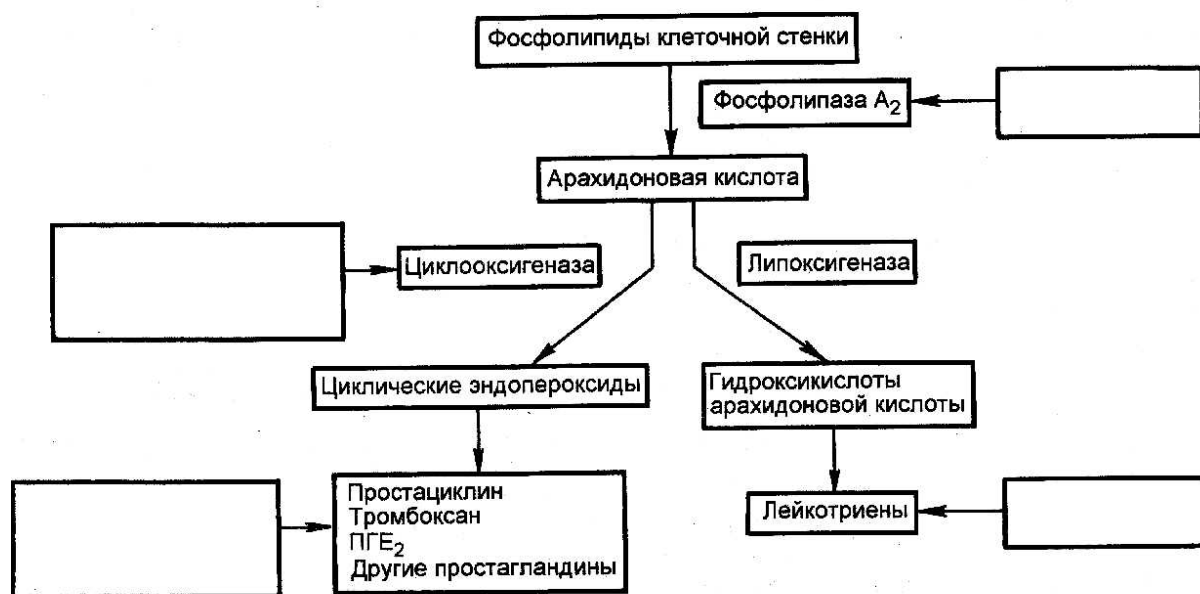 Фосфолипиды клеточной стенки
Фосфолипаза A₂
Арахидоновая кислота
Циклооксигеназа
Липоксигеназа
Циклические эндопероксиды
Гидроксикислоты
арахидоновой кислоты
Простациклин
Тромбоксан
ПГЕ₂
Другие простагландины
Лейкотриены